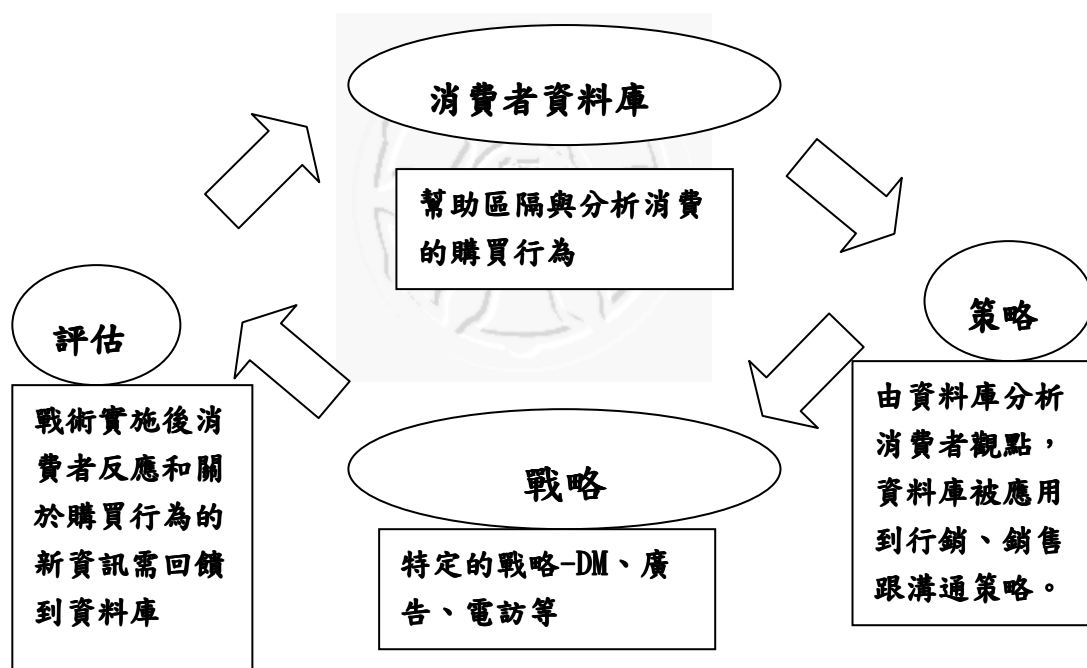 消費者資料庫
幫助區隔與分析消費
的購買行為
策略
由資料庫分析
消費者觀點，
資料庫被應用
到行銷、銷售
跟溝通策略。
戰略
特定的戰略-DM、廣
告、電訪等
評估
戰術實施後消
費者反應和關
於購買行為的
新資訊需回饋
到資料庫